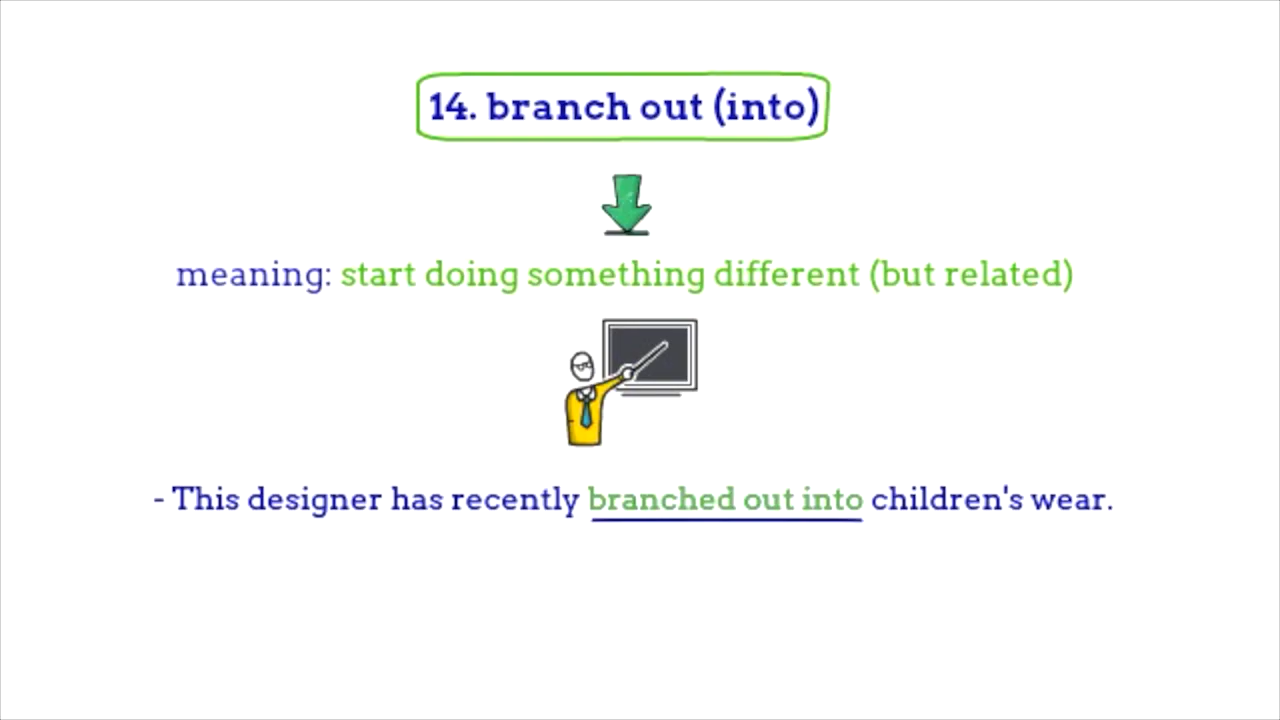 14. branch out (into)
meaning: start doing something different (but related)
- This designer has recently branched out into children's wear.